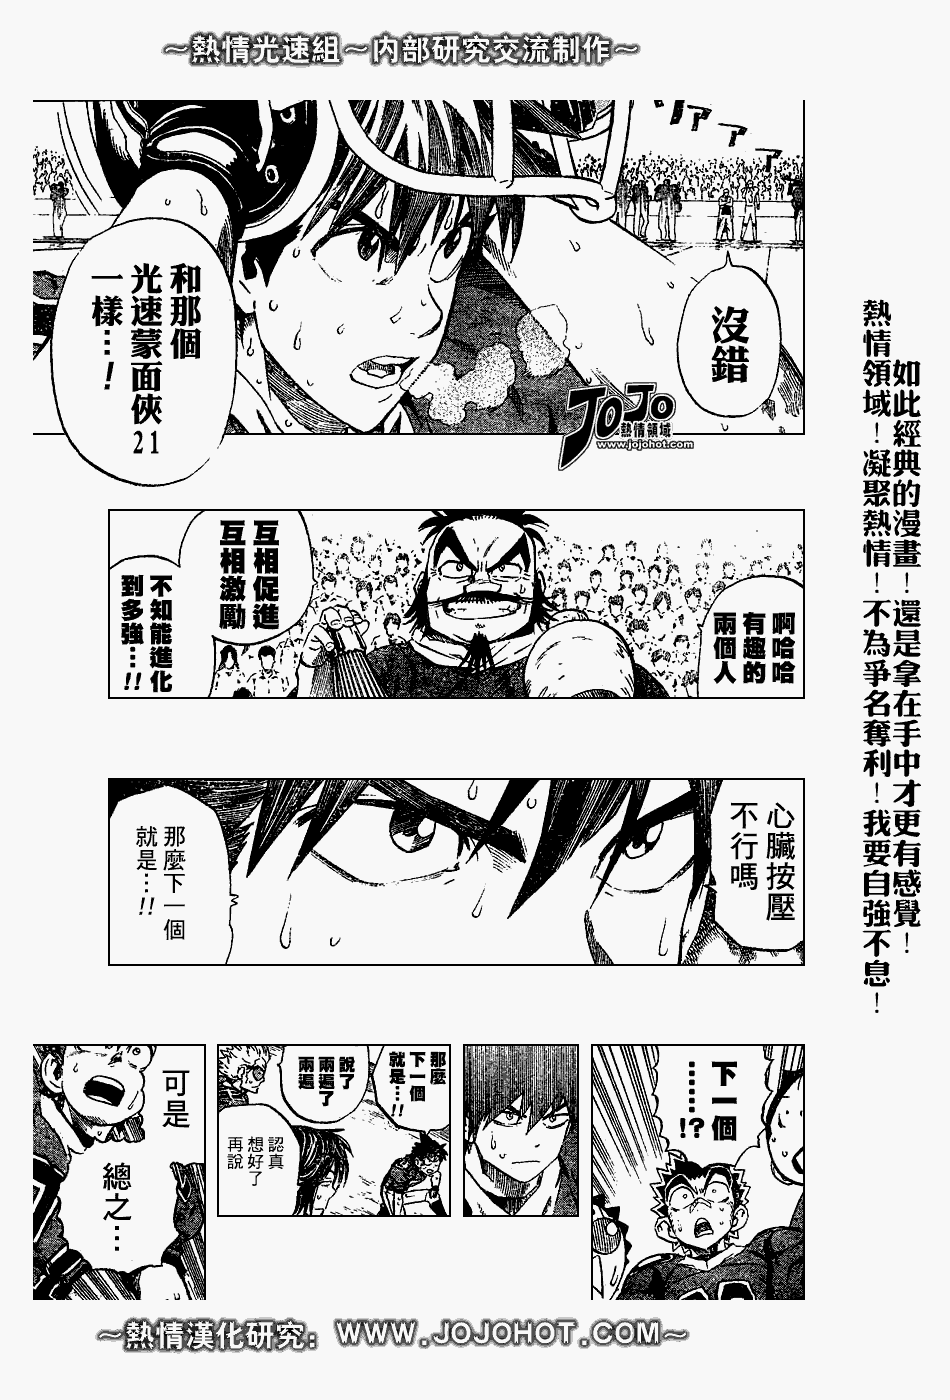 ~熱情光速組~内部研究交流制作~
ァァァ
沒錯
和那個
光速蒙面俠21
一樣…！
JOJO
熱情領域
www.jojohot.com
啊哈哈
有趣的
兩個人
互相促進
互相激勵
不知能進化
到多強…!!
心臟按壓
不行嗎
那麼下一個
就是…!!
下一個
……!?
那麼
下一個
就是…!!
說了
兩遍了
兩遍
認真
想好了
再說
可是
總之…
如此經典的漫畫！還是拿在手中才更有感覺！
熱情領域！凝聚熱情！不為爭名奪利！我要自強不息！
~熱情漢化研究：WWW.JOJOHOT.COM~